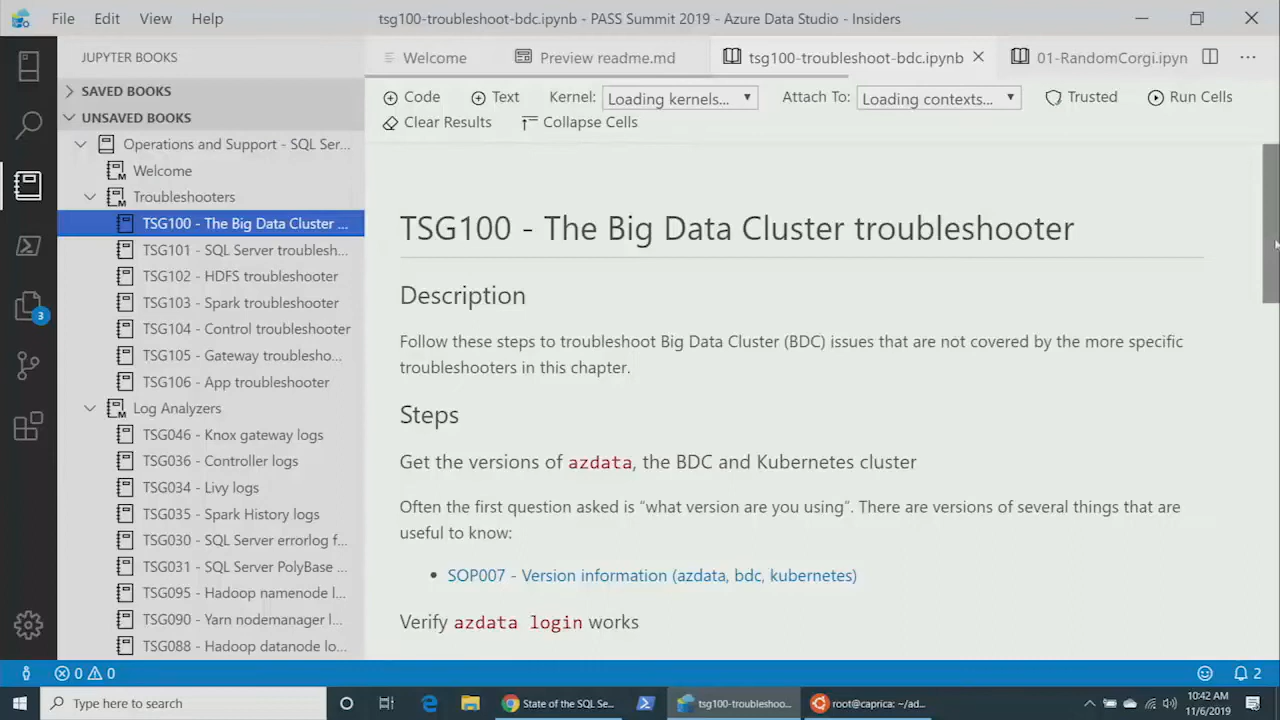 File Edit View Help tsg100-troubleshoot-bdc.ipynb - PASS Summit 2019 - Azure Data Studio - Insiders
JUPYTER BOOKS
Welcome Preview readme.md tsg100-troubleshoot-bdc.ipynb 01-RandomCorgi.ipyn
SAVED BOOKS
UNSAVED BOOKS
Code Text Kernel: Loading kernels... Attach To: Loading contexts... Trusted Run Cells
Clear Results Collapse Cells
Operations and Support - SQL Ser...
Welcome
Troubleshooters
TSG100 - The Big Data Cluster ...
TSG101 - SQL Server troublesh...
TSG102 - HDFS troubleshooter
TSG103 - Spark troubleshooter
TSG104 - Control troubleshooter
TSG105 - Gateway troublesho...
TSG106 - App troubleshooter
Log Analyzers
TSG046 - Knox gateway logs
TSG036 - Controller logs
TSG034 - Livy logs
TSG035 - Spark History logs
TSG030 - SQL Server errorlog f...
TSG031 - SQL Server PolyBase ...
TSG095 - Hadoop namenode l...
TSG090 - Yarn nodemanager l...
TSG088 - Hadoop datanode lo...
3
TSG100 - The Big Data Cluster troubleshooter
Description
Follow these steps to troubleshoot Big Data Cluster (BDC) issues that are not covered by the more specific
troubleshooters in this chapter.
Steps
Get the versions of azdata, the BDC and Kubernetes cluster
Often the first question asked is “what version are you using”. There are versions of several things that are
useful to know:
• SOP007 - Version information (azdata, bdc, kubernetes)
Verify azdata login works
0 0 2
Type here to search State of the SQL Se... tsg100-troublesho... root@caprica: ~/ad... 10:42 AM
11/6/2019